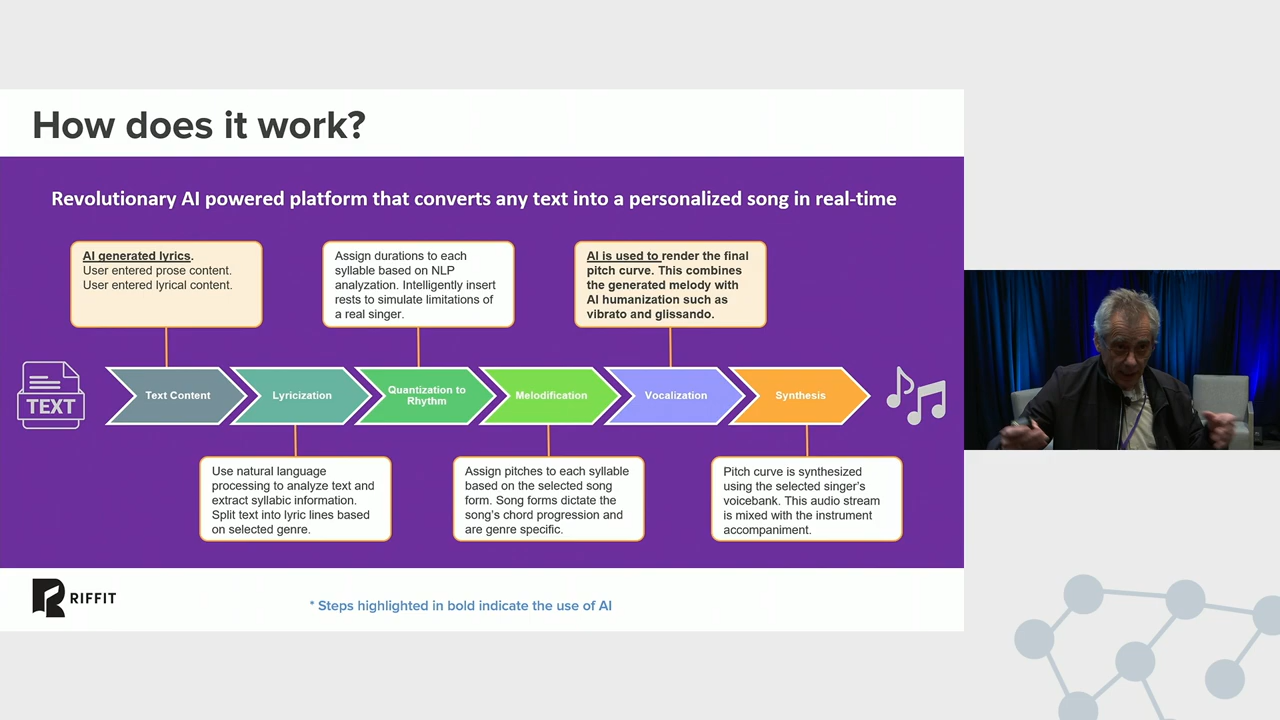 How does it work?
Revolutionary AI powered platform that converts any text into a personalized song in real-time
AI generated lyrics.
User entered prose content.
User entered lyrical content.
Assign durations to each
syllable based on NLP
analyzation. Intelligently insert
rests to simulate limitations of
a real singer.
AI is used to render the final
pitch curve. This combines
the generated melody with
AI humanization such as
vibrato and glissando.
TEXT
Text Content
Lyricization
Quantization to
Rhythm
Melodification
Vocalization
Synthesis
Use natural language
processing to analyze text and
extract syllabic information.
Split text into lyric lines based
on selected genre.
Assign pitches to each syllable
based on the selected song
form. Song forms dictate the
song's chord progression and
are genre specific.
Pitch curve is synthesized
using the selected singer's
voicebank. This audio stream
is mixed with the instrument
accompaniment.
RIFFIT
* Steps highlighted in bold indicate the use of AI